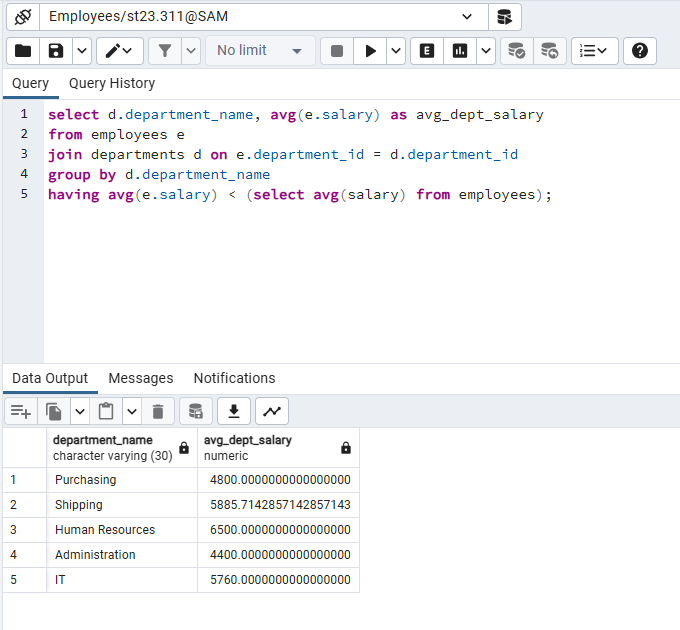 Employees/st23.311@SAM
No limit
E
Query Query History
1 select d.department_name, avg(e.salary) as avg_dept_salary
2 from employees e
3 join departments d on e.department_id = d.department_id
4 group by d.department_name
5 having avg(e.salary) < (select avg(salary) from employees);
Data Output Messages Notifications
department_name avg_dept_salary
character varying (30) numeric
1 Purchasing 4800.0000000000000000
2 Shipping 5885.7142857142857143
3 Human Resources 6500.0000000000000000
4 Administration 4400.0000000000000000
5 IT 5760.0000000000000000